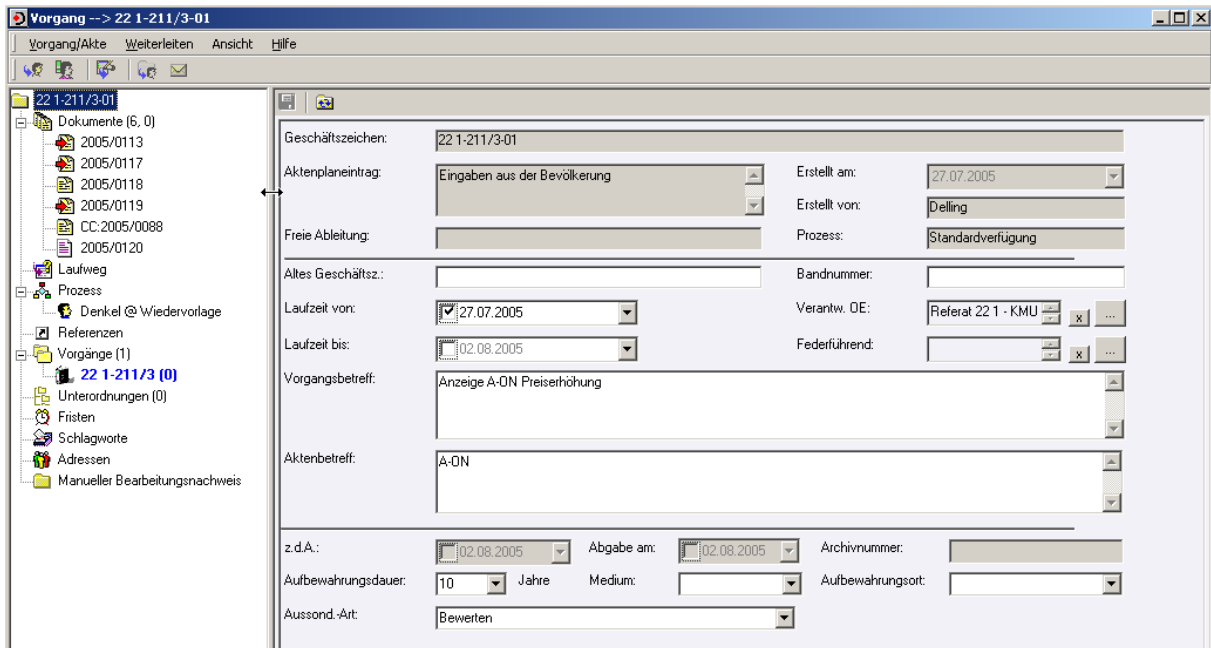 Vorgang --> 22 1-211/3-01
Vorgang/Akte Weiterleiten Ansicht Hilfe
22 1-211/3-01
Dokumente (6, 0)
2005/0113
2005/0117
2005/0118
2005/0119
CC:2005/0088
2005/0120
Laufweg
Prozess
Denkel @ Wiedervorlage
Referenzen
Vorgänge (1)
22 1-211/3 (0)
Unterordnungen (0)
Fristen
Schlagworte
Adressen
Manueller Bearbeitungsnachweis
Geschäftszeichen: 22 1-211/3-01
Aktenplaneintrag: Eingaben aus der Bevölkerung Erstellt am: 27.07.2005
Erstellt von: Delling
Freie Ableitung: Prozess: Standardverfügung
Altes Geschäftsz.: Bandnummer:
Laufzeit von: 27.07.2005 Verantw. OE: Referat 22 1 - KMU x ...
Laufzeit bis: 02.08.2005 Federführend: x ...
Vorgangsbetreff: Anzeige A-ON Preiserhöhung
Aktenbetreff: A-ON
z.d.A.: 02.08.2005 Abgabe am: 02.08.2005 Archivnummer:
Aufbewahrungsdauer: 10 Jahre Medium: Aufbewahrungsort:
Aussond.-Art: Bewerten